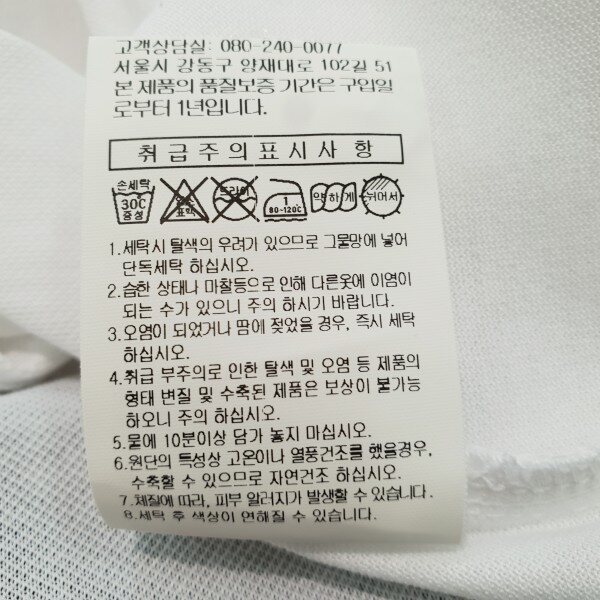 고객상담실: 080-240-0077
서울시 강동구 양재대로 102길 51
본 제품의 품질보증 기간은 구입일
로부터 1년입니다.
취급주의표시사항
손세탁 30℃ 중성 드라이 1 80-120℃ 약하게 뉘어서
1.세탁시 탈색의 우려가 있으므로 그물망에 넣어
단독세탁 하십시오.
2.습한 상태나 마찰등으로 인해 다른옷에 이염이
되는 수가 있으니 주의 하시기 바랍니다.
3.오염이 되었거나 땀에 젖었을 경우, 즉시 세탁
하십시오.
4.취급 부주의로 인한 탈색 및 오염 등 제품의
형태 변질 및 수축된 제품은 보상이 불가능
하오니 주의 하십시오.
5.물에 10분이상 담가 놓지 마십시오.
6.원단의 특성상 고온이나 열풍건조를 했을경우,
수축할 수 있으므로 자연건조 하십시오.
7.체질에 따라, 피부 알러지가 발생할 수 있습니다.
8.세탁 후 색상이 연해질 수 있습니다.